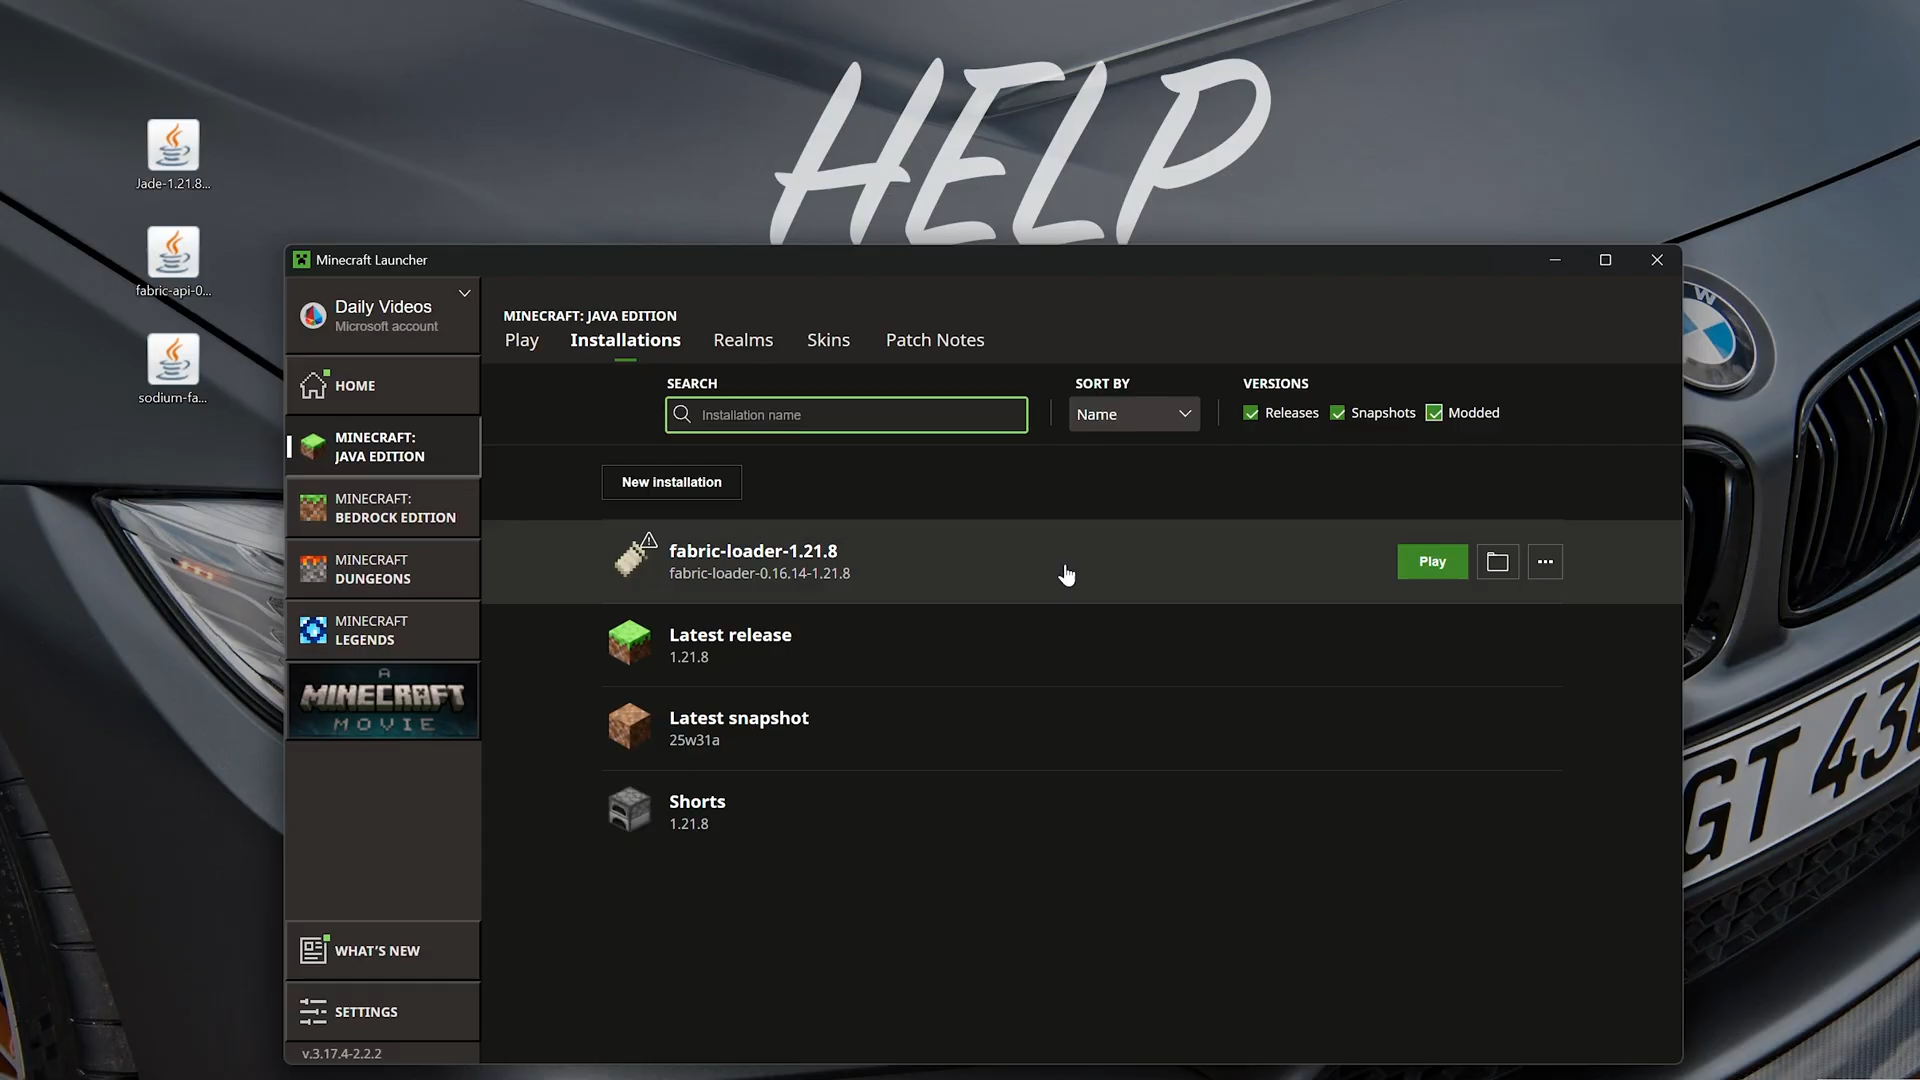 HELP
Jade-1.21.8...
fabric-api-0...
sodium-fa...
Minecraft Launcher
Daily Videos
Microsoft account
HOME
MINECRAFT:
JAVA EDITION
MINECRAFT:
BEDROCK EDITION
MINECRAFT
DUNGEONS
MINECRAFT
LEGENDS
A
MINECRAFT
MOVIE
WHAT'S NEW
SETTINGS
v.3.17.4-2.2.2
MINECRAFT: JAVA EDITION
Play Installations Realms Skins Patch Notes
SEARCH SORT BY VERSIONS
Installation name Name Releases Snapshots Modded
New installation
fabric-loader-1.21.8
fabric-loader-0.16.14-1.21.8
Play
Latest release
1.21.8
Latest snapshot
25w31a
Shorts
1.21.8
W